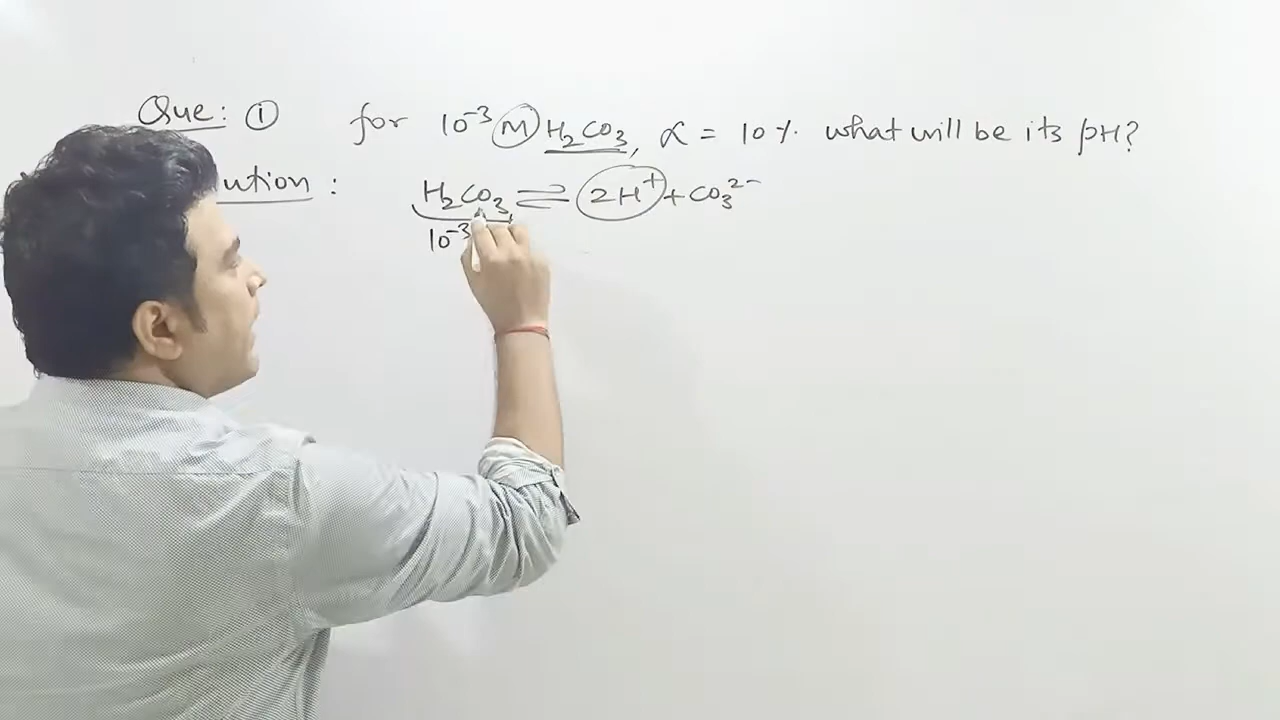 Que: ① for 10⁻³ M H₂CO₃, α = 10% what will be its pH?
ution : H₂CO₃ ⇌ 2H⁺ + CO₃²⁻
10⁻³